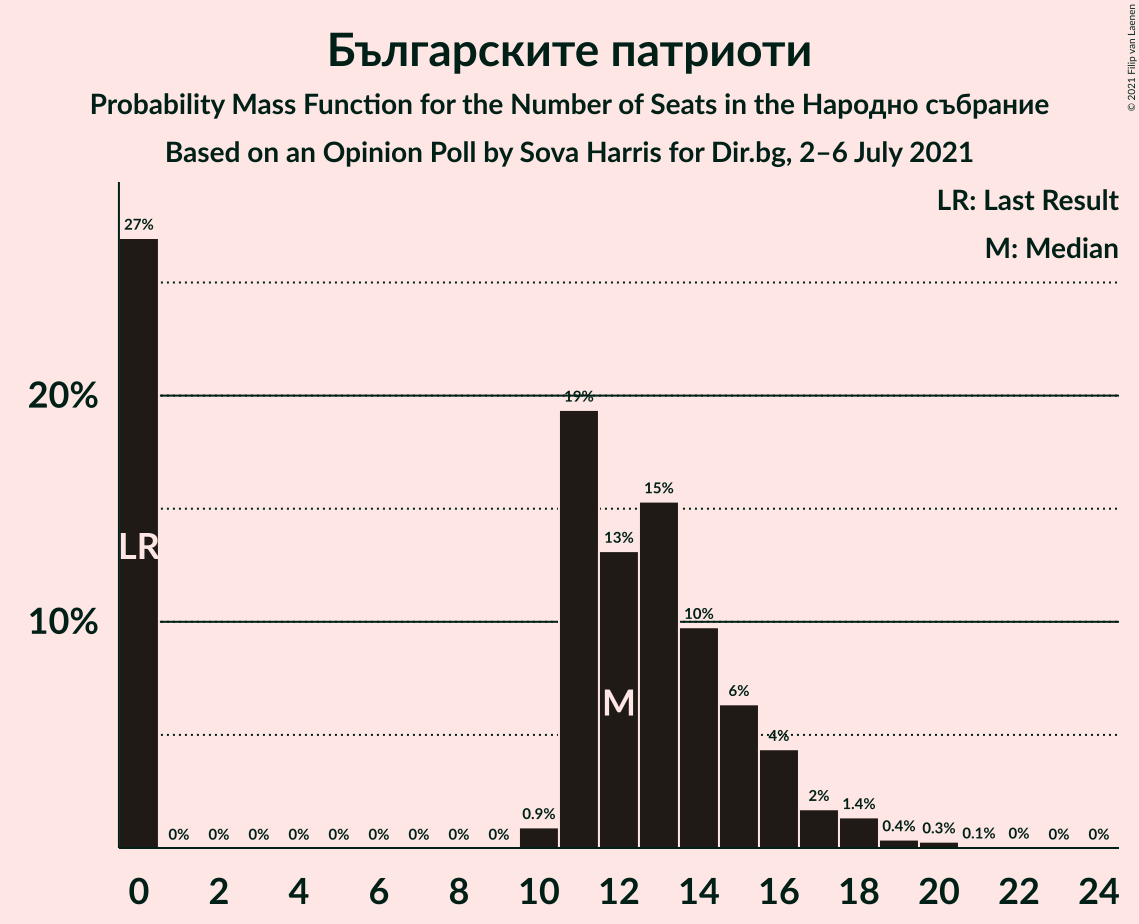 Българските патриоти
Probability Mass Function for the Number of Seats in the Народно събрание
Based on an Opinion Poll by Sova Harris for Dir.bg, 2–6 July 2021
© 2021 Filip van Laenen
LR: Last Result
M: Median
27%
20%
19%
15%
13%
LR
10%
10%
M
6%
4%
0% 0% 0% 0% 0% 0% 0% 0% 0% 0.9% 2% 1.4% 0.4% 0.3% 0.1% 0% 0% 0%
0 2 4 6 8 10 12 14 16 18 20 22 24